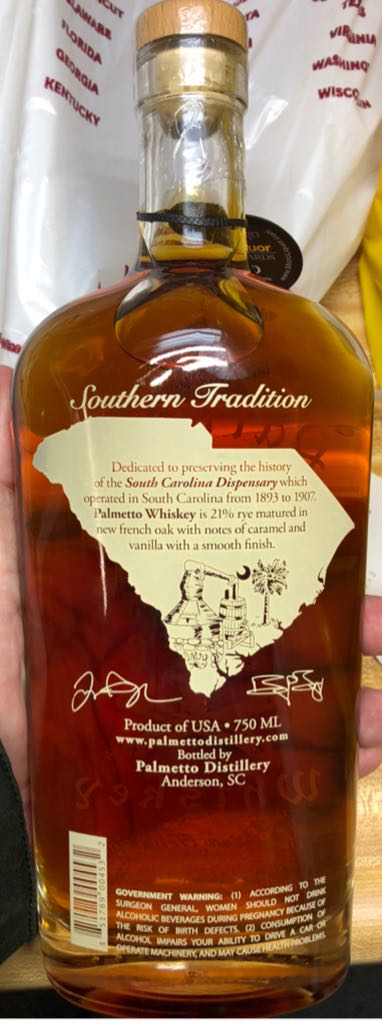 DELAWARE
FLORIDA
GEORGIA
KENTUCKY
VIRGINIA
WASHING
WISCO
Southern Tradition
Dedicated to preserving the history
of the South Carolina Dispensary which
operated in South Carolina from 1893 to 1907.
Palmetto Whiskey is 21% rye matured in
new french oak with notes of caramel and
vanilla with a smooth finish.
Product of USA • 750 ML
www.palmettodistillery.com
Bottled by
Palmetto Distillery
Anderson, SC
Whiskey
8 51769 00453 2
GOVERNMENT WARNING: (1) ACCORDING TO THE
SURGEON GENERAL, WOMEN SHOULD NOT DRINK
ALCOHOLIC BEVERAGES DURING PREGNANCY BECAUSE OF
THE RISK OF BIRTH DEFECTS. (2) CONSUMPTION OF
ALCOHOL IMPAIRS YOUR ABILITY TO DRIVE A CAR OR
OPERATE MACHINERY, AND MAY CAUSE HEALTH PROBLEMS.